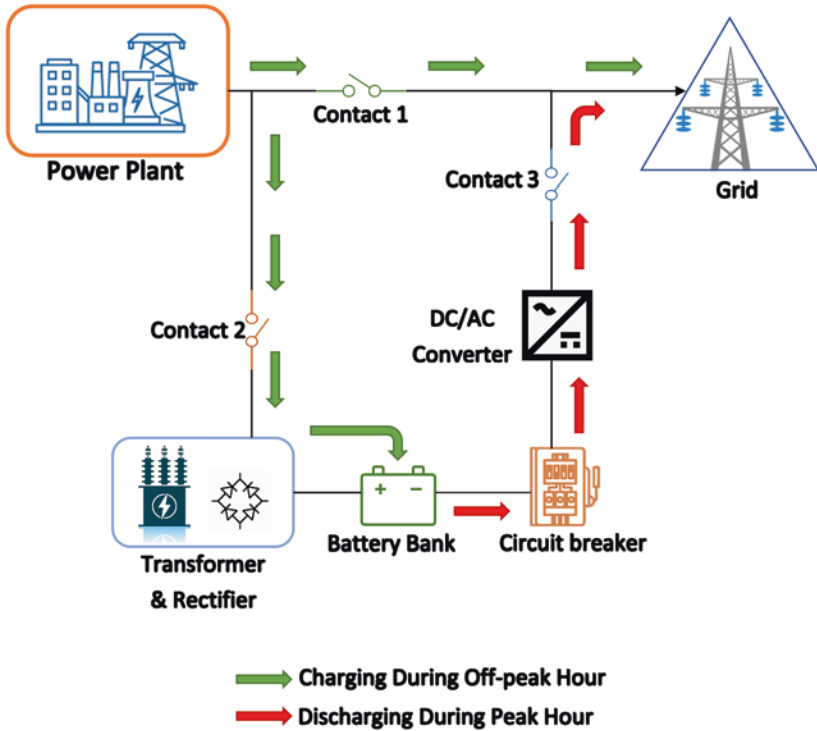 Contact 1
Power Plant
Contact 3
Grid
Contact 2
DC/AC
Converter
+ −
Battery Bank
Circuit breaker
Transformer
& Rectifier
Charging During Off-peak Hour
Discharging During Peak Hour